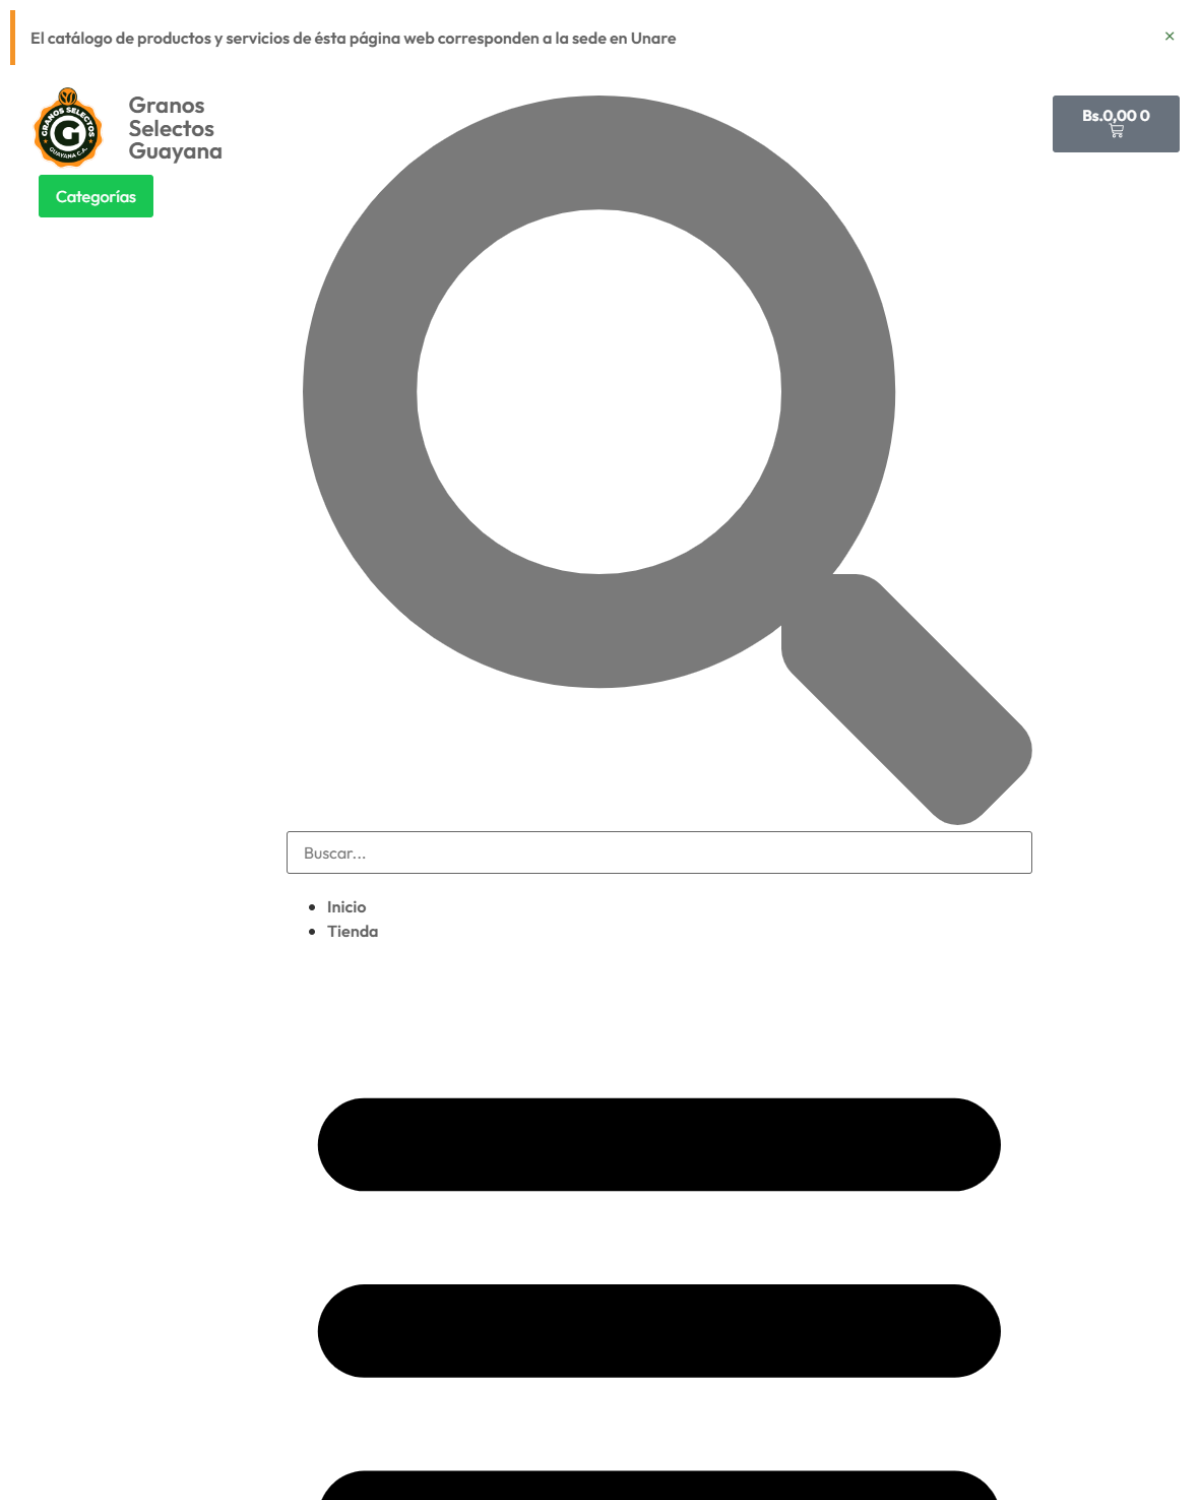 El catálogo de productos y servicios de ésta página web corresponden a la sede en Unare
×
GRANOS SELECTOS
G
GUAYANA C.A.
Granos
Selectos
Guayana
Bs.0,00 0
Categorías
Buscar...
Inicio
Tienda